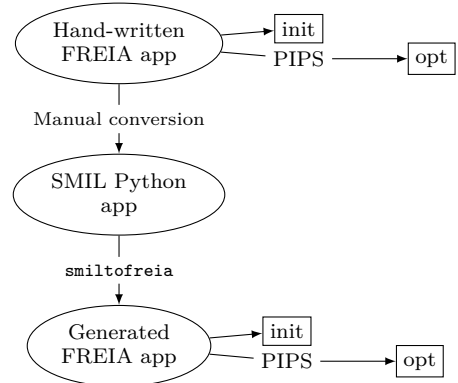 Hand-written
FREIA app
init
PIPS
opt
Manual conversion
SMIL Python
app
smiltofreia
Generated
FREIA app
init
PIPS
opt